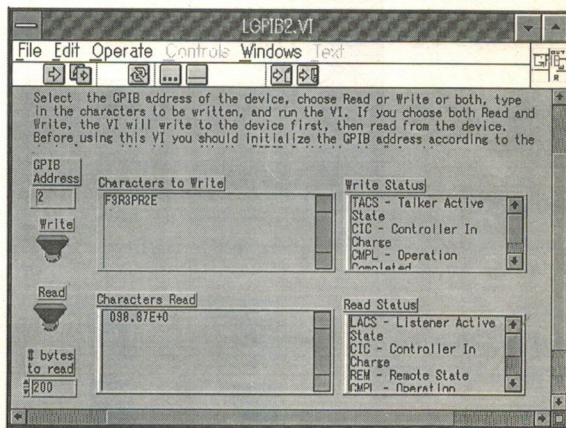 LGPIB2.VI
File Edit Operate Controls Windows Text
Select the GPIB address of the device, choose Read or Write or both, type
in the characters to be written, and run the VI. If you choose both Read and
Write, the VI will write to the device first, then read from the device.
Before using this VI you should initialize the GPIB address according to the
GPIB
Address
2
Characters to Write
F3R3PR2E
Write Status
TACS - Talker Active
State
CIC - Controller In
Charge
CMPL - Operation
Completed
Write
Read
Characters Read
098.87E+0
Read Status
LACS - Listener Active
State
CIC - Controller In
Charge
REM - Remote State
CMPL - Operation
# bytes
to read
200